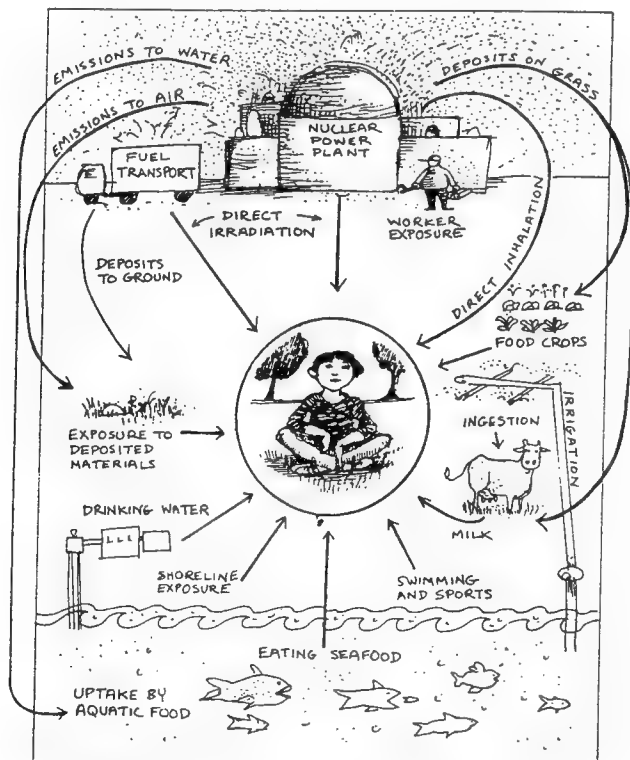 EMISSIONS TO WATER
EMISSIONS TO AIR
DEPOSITS ON GRASS
FUEL
TRANSPORT
NUCLEAR
POWER
PLANT
DIRECT
IRRADIATION
WORKER
EXPOSURE
DIRECT INHALATION
DEPOSITS
TO GROUND
FOOD CROPS
IRRIGATION
EXPOSURE TO
DEPOSITED
MATERIALS
INGESTION
MILK
DRINKING WATER
SHORELINE
EXPOSURE
SWIMMING
AND SPORTS
EATING SEAFOOD
UPTAKE BY
AQUATIC FOOD